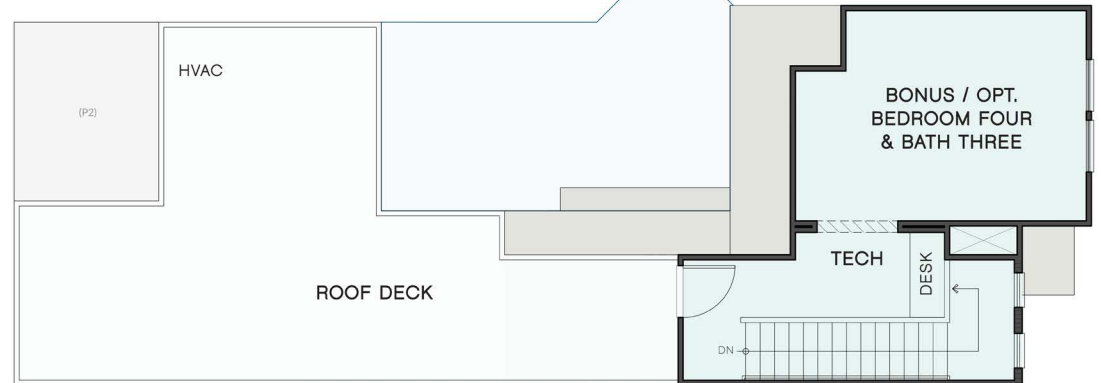 HVAC
(P2)
BONUS / OPT.
BEDROOM FOUR
& BATH THREE
TECH
DESK
ROOF DECK
DN